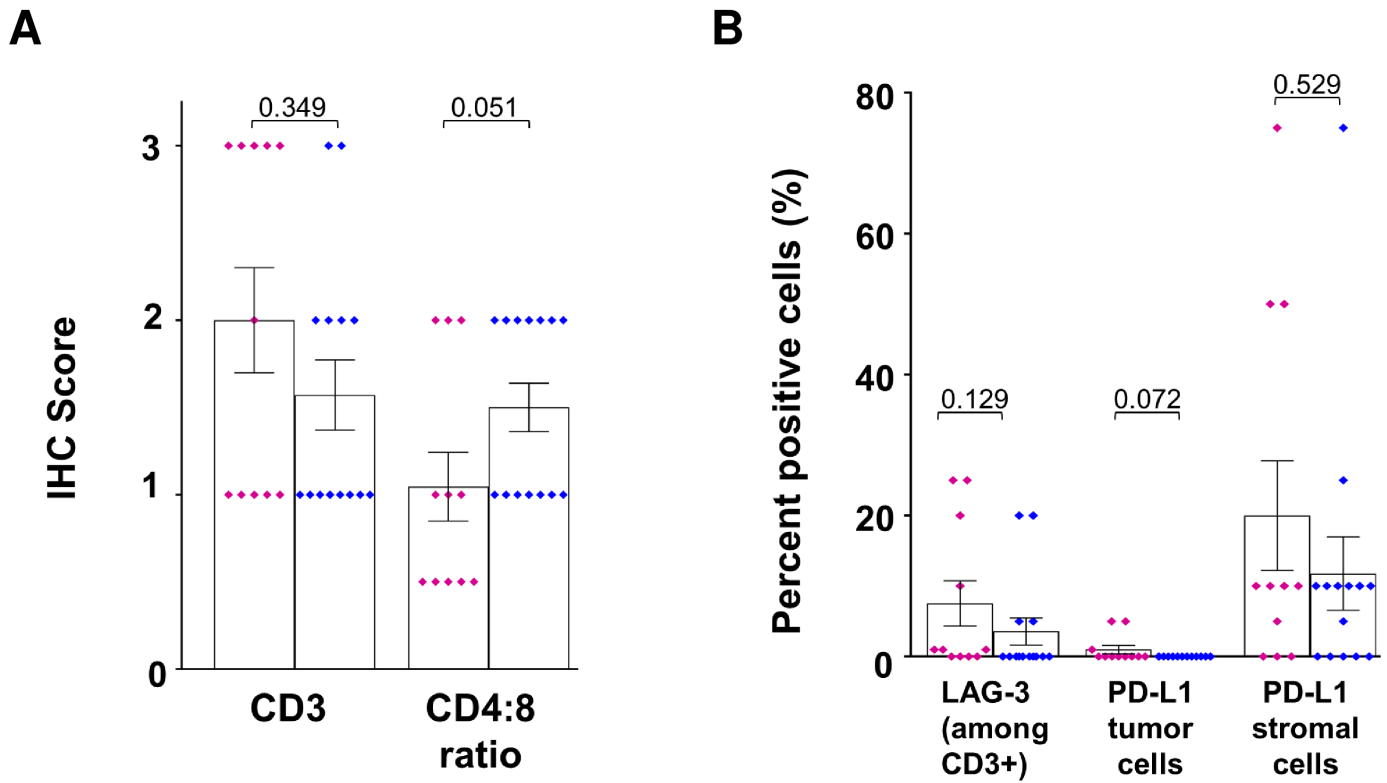 A
IHC Score
3
2
1
0
0.349
0.051
CD3
CD4:8
ratio
B
Percent positive cells (%)
80
60
40
20
0
0.129
0.072
0.529
LAG-3
(among
CD3+)
PD-L1
tumor
cells
PD-L1
stromal
cells